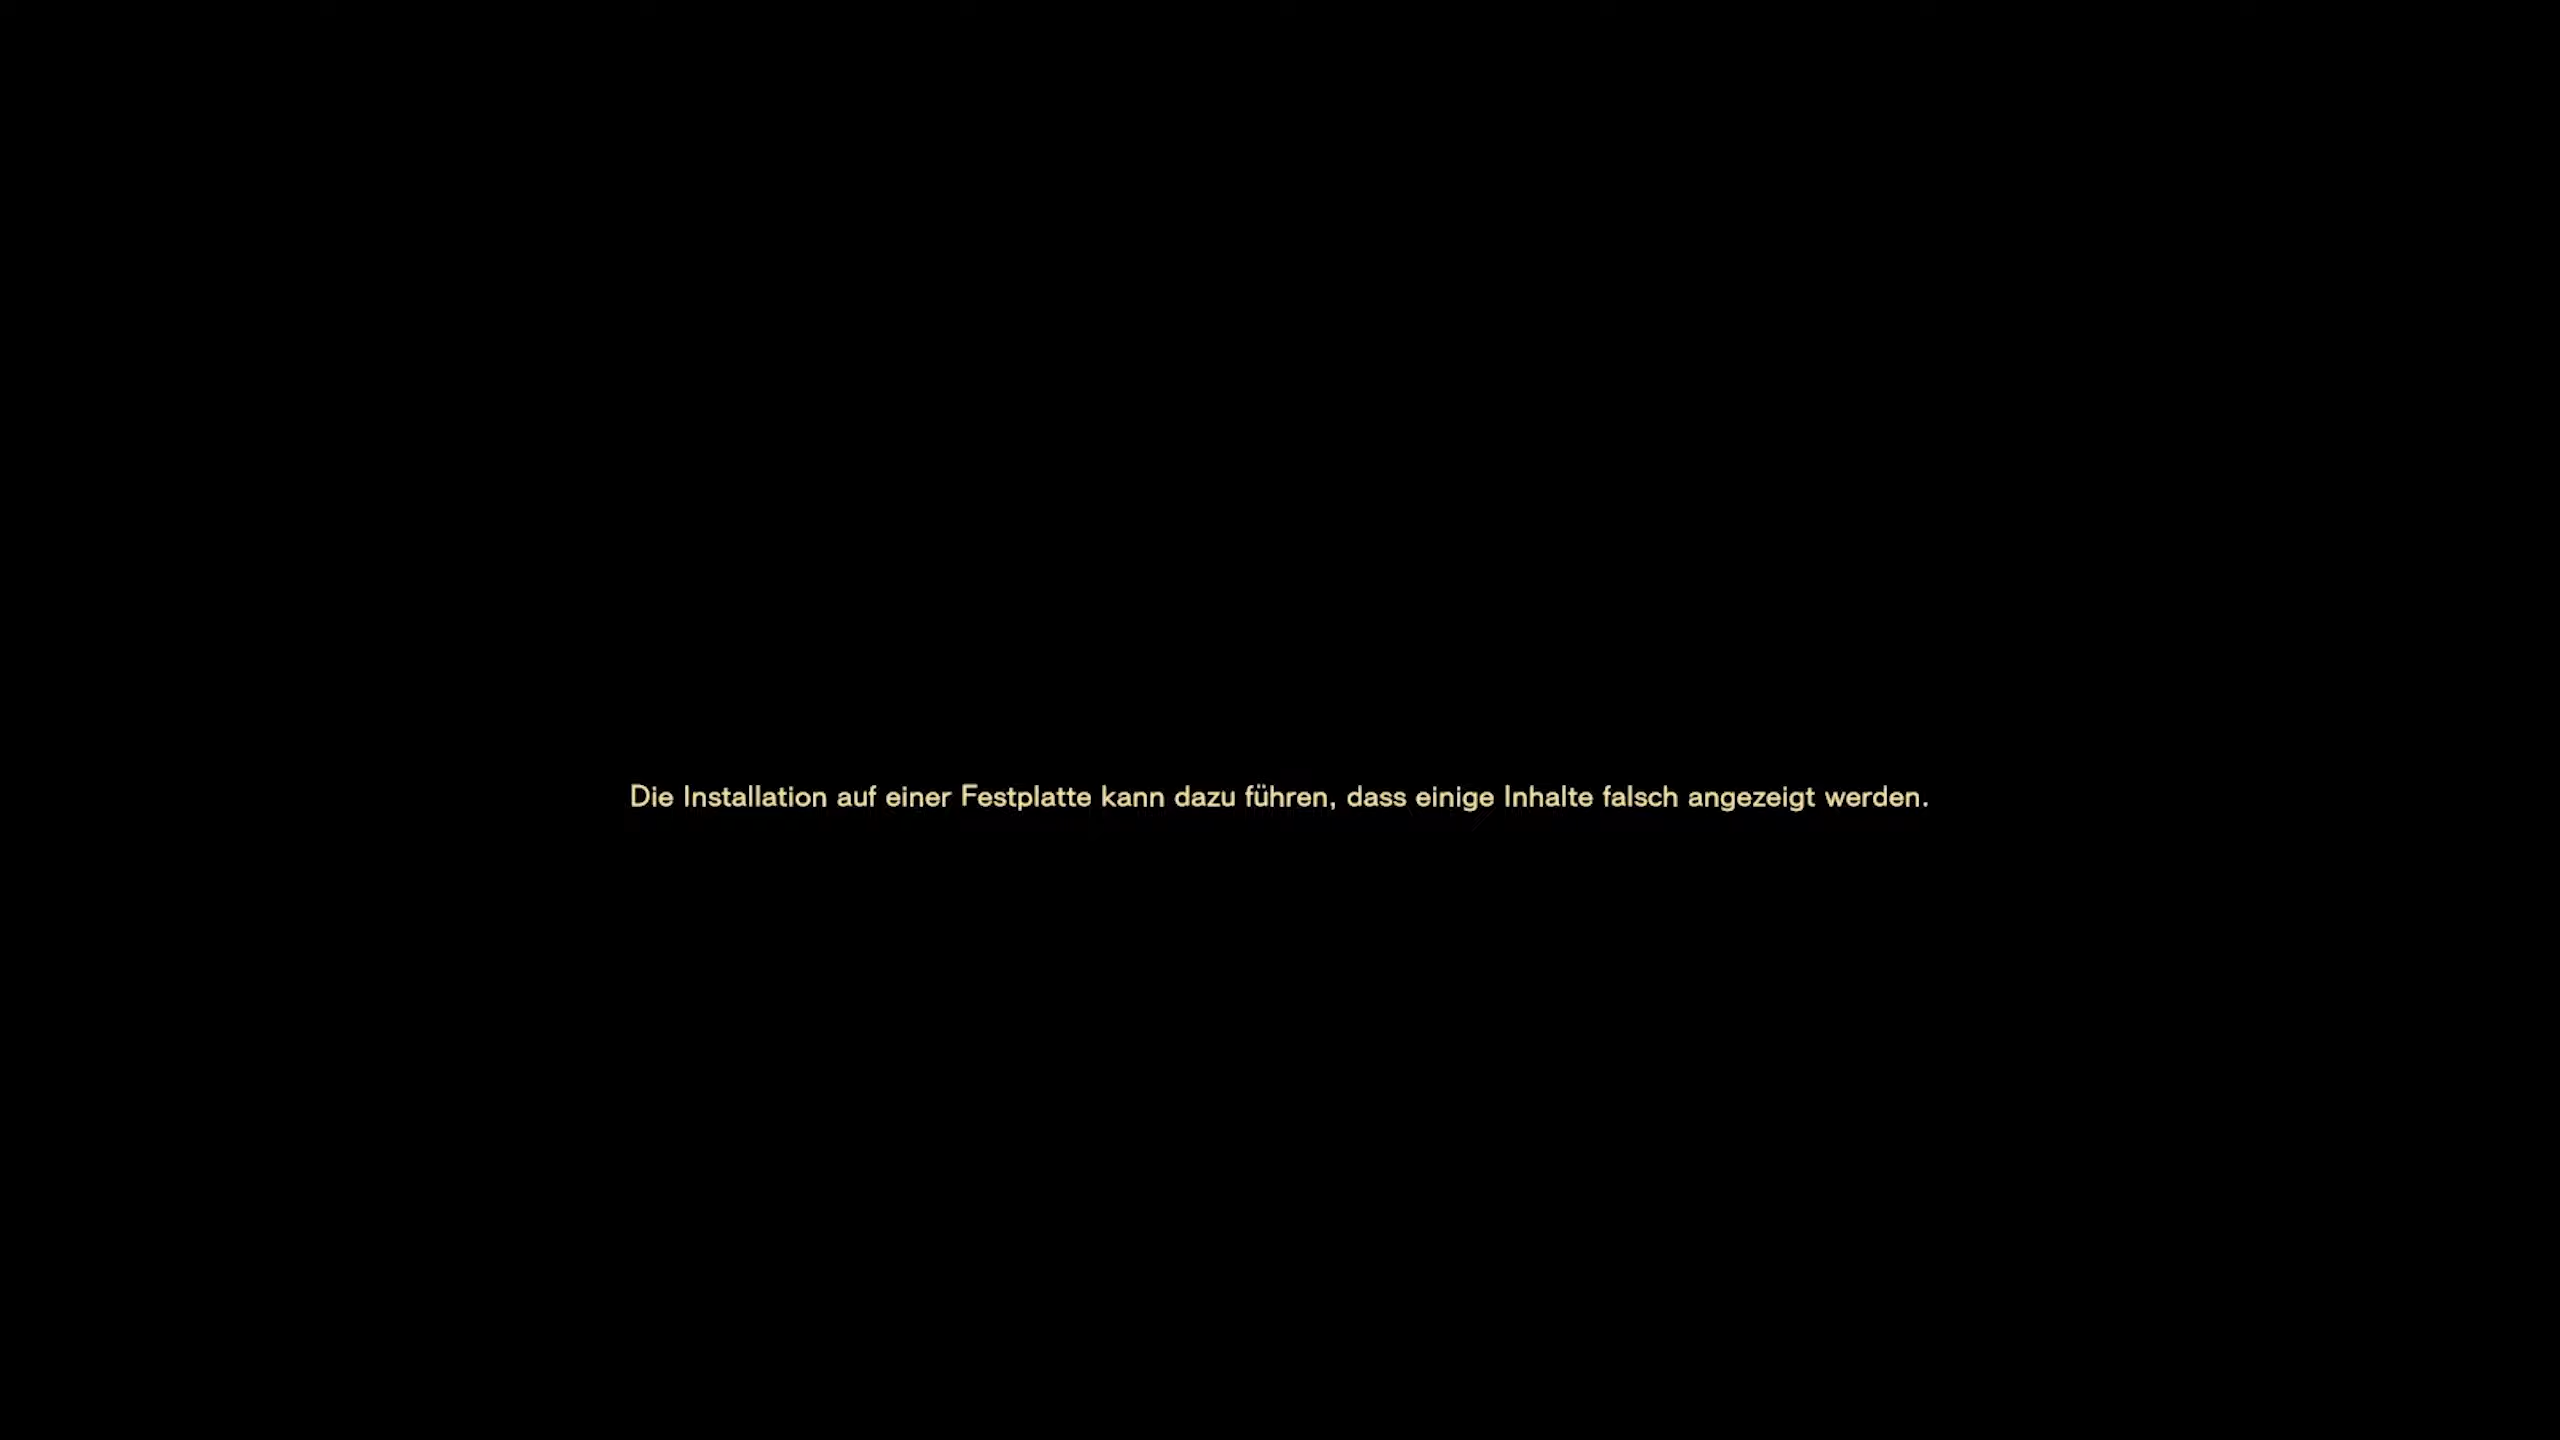 Die Installation auf einer Festplatte kann dazu führen, dass einige Inhalte falsch angezeigt werden.